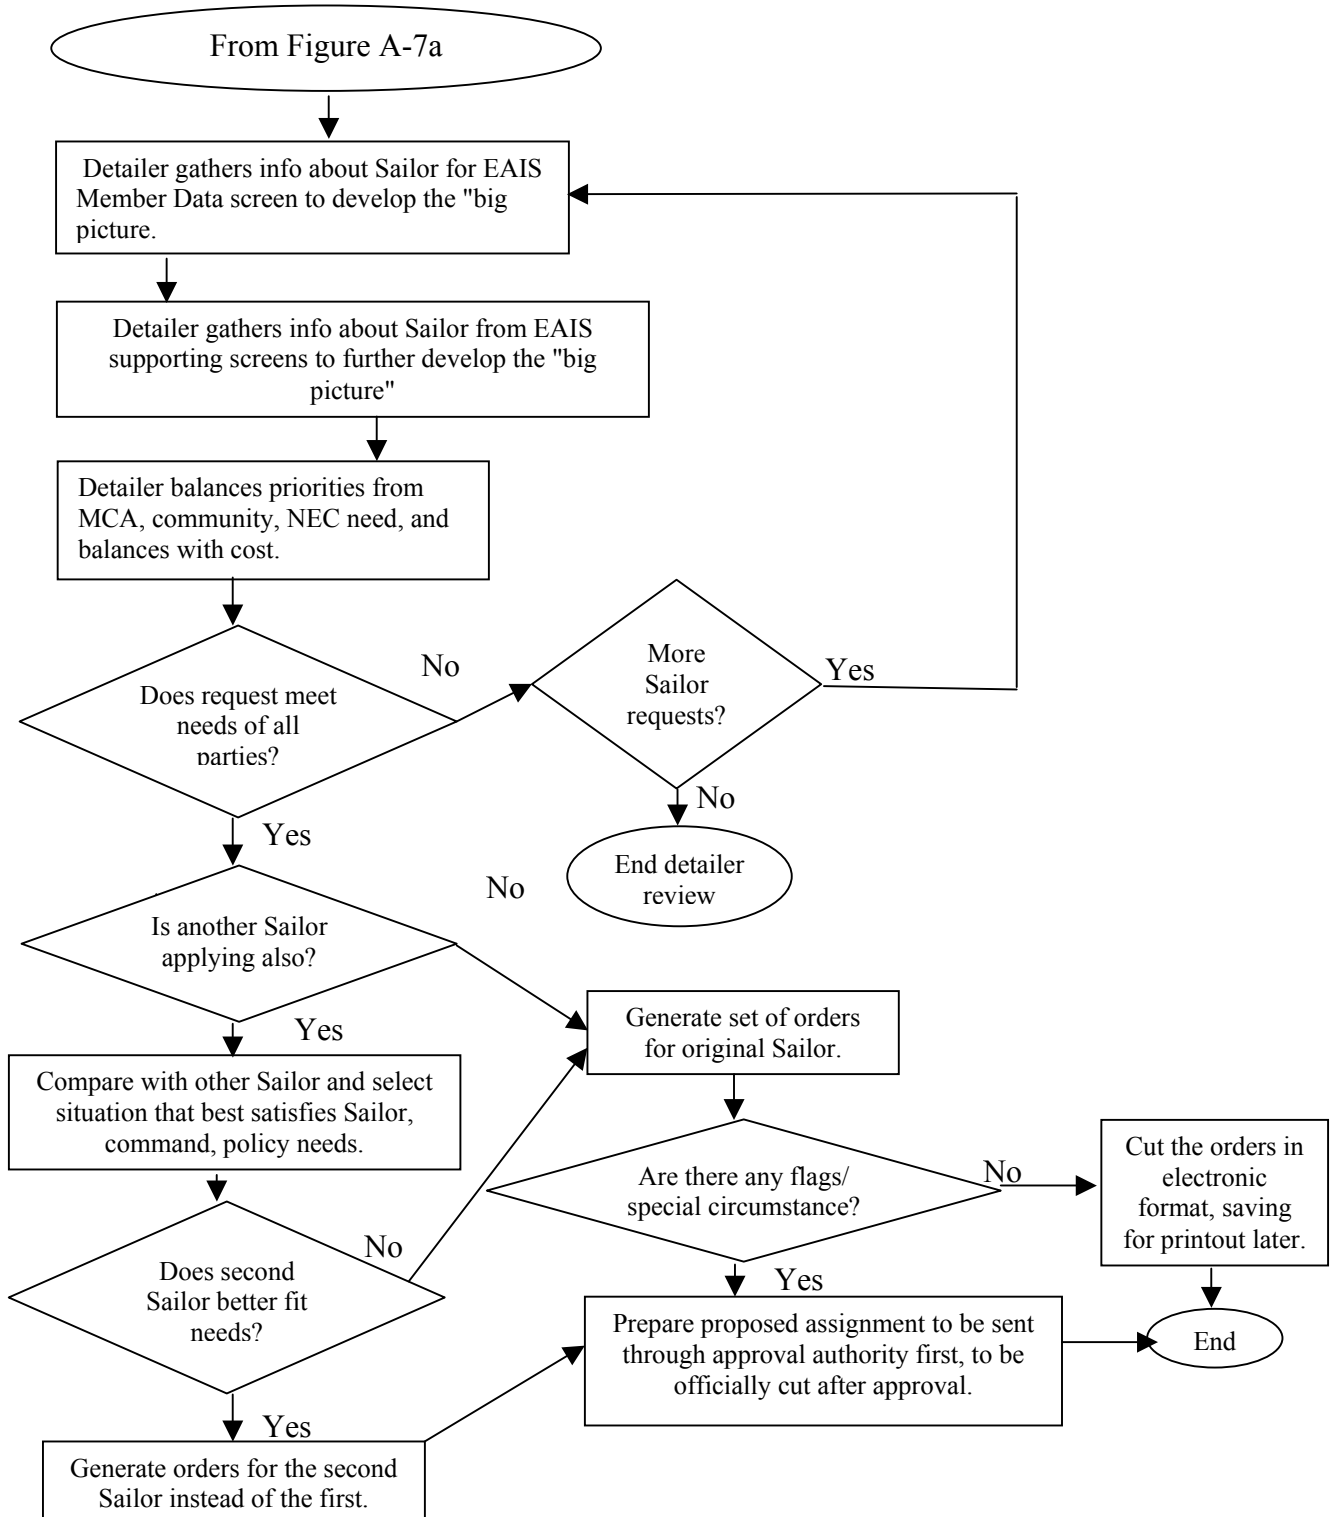 From Figure A-7a
Detailer gathers info about Sailor for EAIS
Member Data screen to develop the "big
picture.
Detailer gathers info about Sailor from EAIS
supporting screens to further develop the "big
picture"
Detailer balances priorities from
MCA, community, NEC need, and
balances with cost.
Does request meet
needs of all
parties?
No
More
Sailor
requests?
Yes
No
End detailer
review
Yes
Is another Sailor
applying also?
No
Yes
Generate set of orders
for original Sailor.
Compare with other Sailor and select
situation that best satisfies Sailor,
command, policy needs.
Are there any flags/
special circumstance?
No
Cut the orders in
electronic
format, saving
for printout later.
Does second
Sailor better fit
needs?
No
Yes
Prepare proposed assignment to be sent
through approval authority first, to be
officially cut after approval.
End
Yes
Generate orders for the second
Sailor instead of the first.